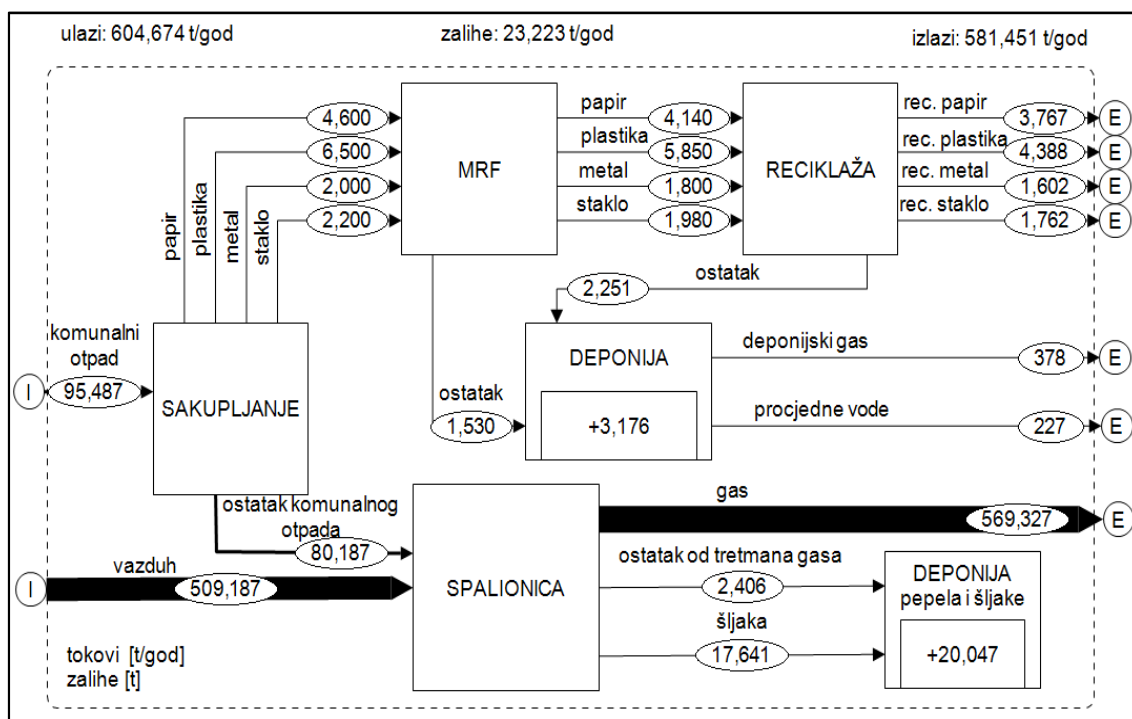 ulazi: 604,674 t/god
zalihe: 23,223 t/god
izlazi: 581,451 t/god
4,600
6,500
2,000
2,200
MRF
papir
4,140
plastika
5,850
metal
1,800
staklo
1,980
RECIKLAŽA
rec. papir
3,767
E
rec. plastika
4,388
E
rec. metal
1,602
E
rec. staklo
1,762
E
papir
plastika
metal
staklo
ostatak
2,251
komunalni
otpad
I
95,487
SAKUPLJANJE
DEPONIJA
+3,176
deponijski gas
378
E
ostatak
1,530
procjedne vode
227
E
ostatak komunalnog
otpada
80,187
gas
569,327
E
vazduh
I
509,187
SPALIONICA
ostatak od tretmana gasa
2,406
šljaka
17,641
DEPONIJA
pepela i šljake
+20,047
tokovi [t/god]
zalihe [t]